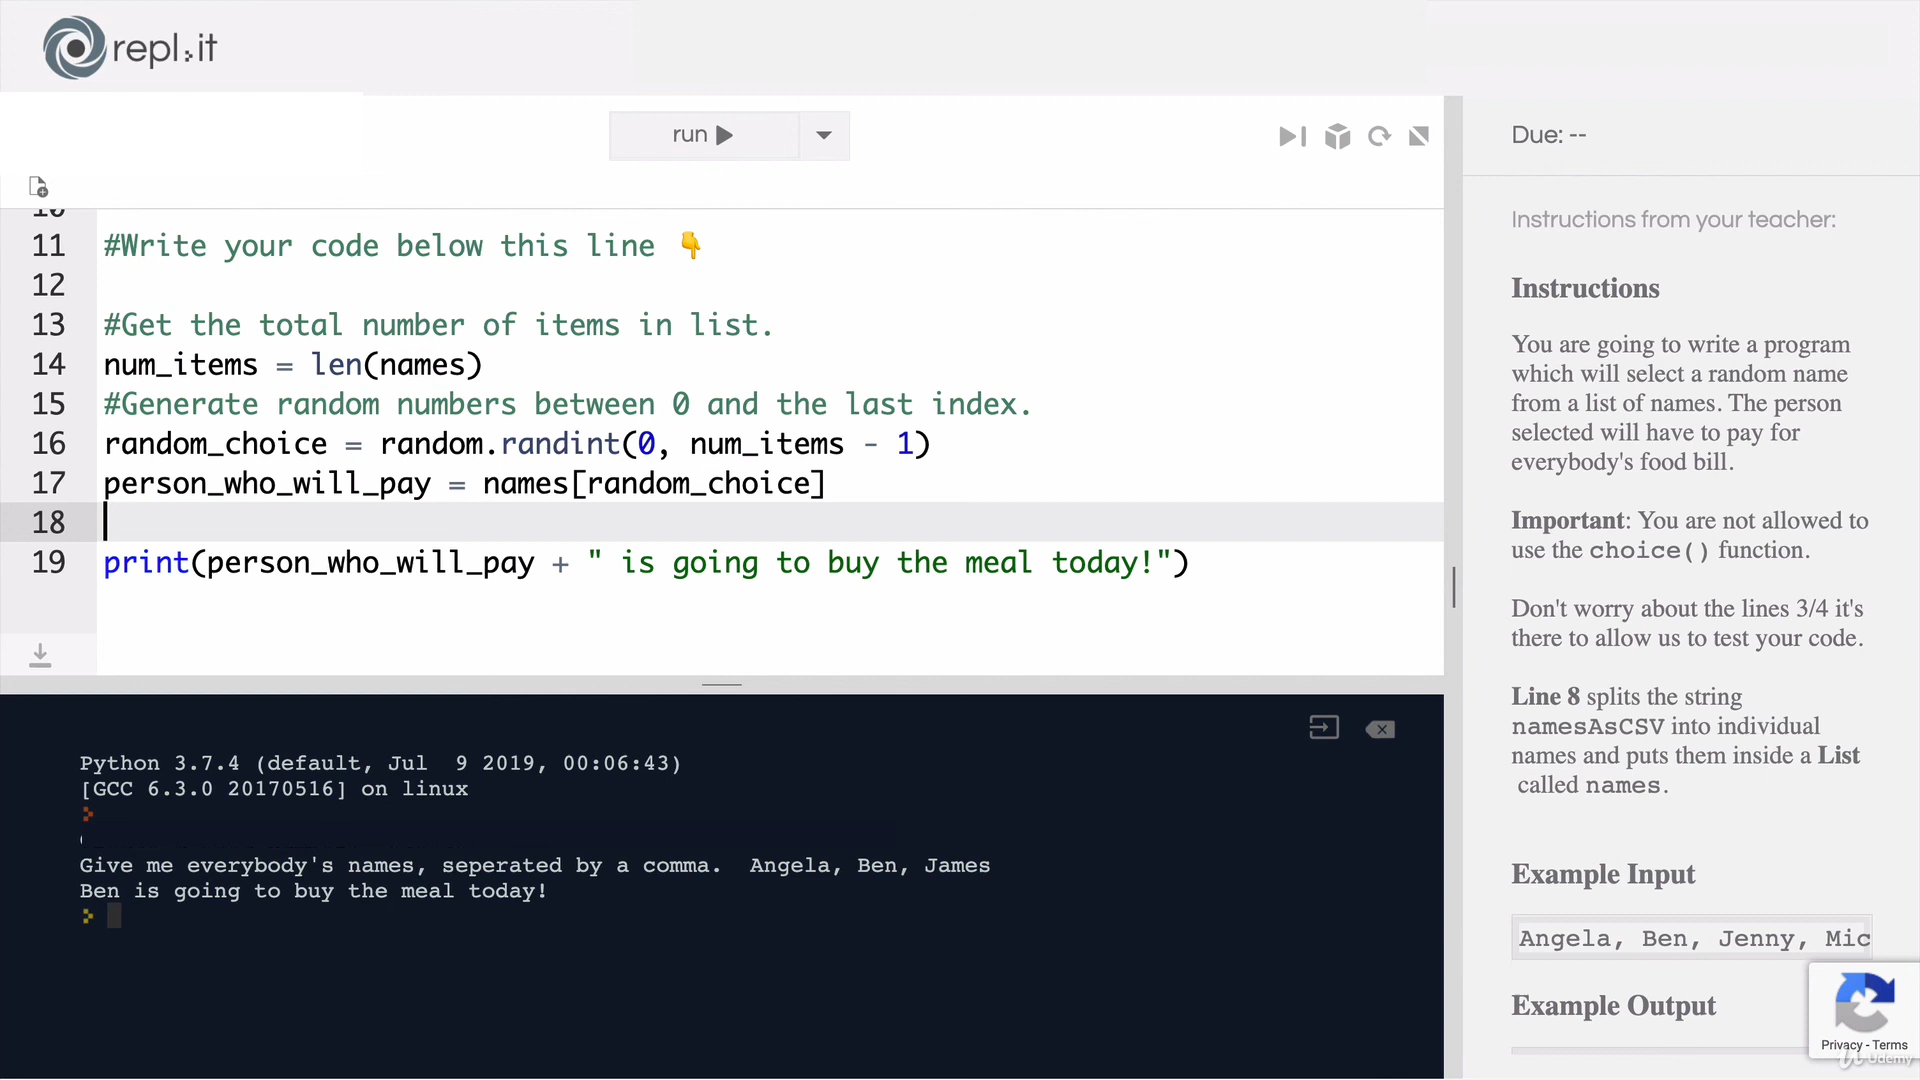 repl.it
run
Due: --
Instructions from your teacher:
11 #Write your code below this line 👇
12
13 #Get the total number of items in list.
14 num_items = len(names)
15 #Generate random numbers between 0 and the last index.
16 random_choice = random.randint(0, num_items - 1)
17 person_who_will_pay = names[random_choice]
18
19 print(person_who_will_pay + " is going to buy the meal today!")
Python 3.7.4 (default, Jul  9 2019, 00:06:43)
[GCC 6.3.0 20170516] on linux
Give me everybody's names, seperated by a comma.  Angela, Ben, James
Ben is going to buy the meal today!
Instructions
You are going to write a program
which will select a random name
from a list of names. The person
selected will have to pay for
everybody's food bill.
Important: You are not allowed to
use the choice() function.
Don't worry about the lines 3/4 it's
there to allow us to test your code.
Line 8 splits the string
namesAsCSV into individual
names and puts them inside a List
called names.
Example Input
Angela, Ben, Jenny, Mic
Example Output
Privacy - Terms
Udemy